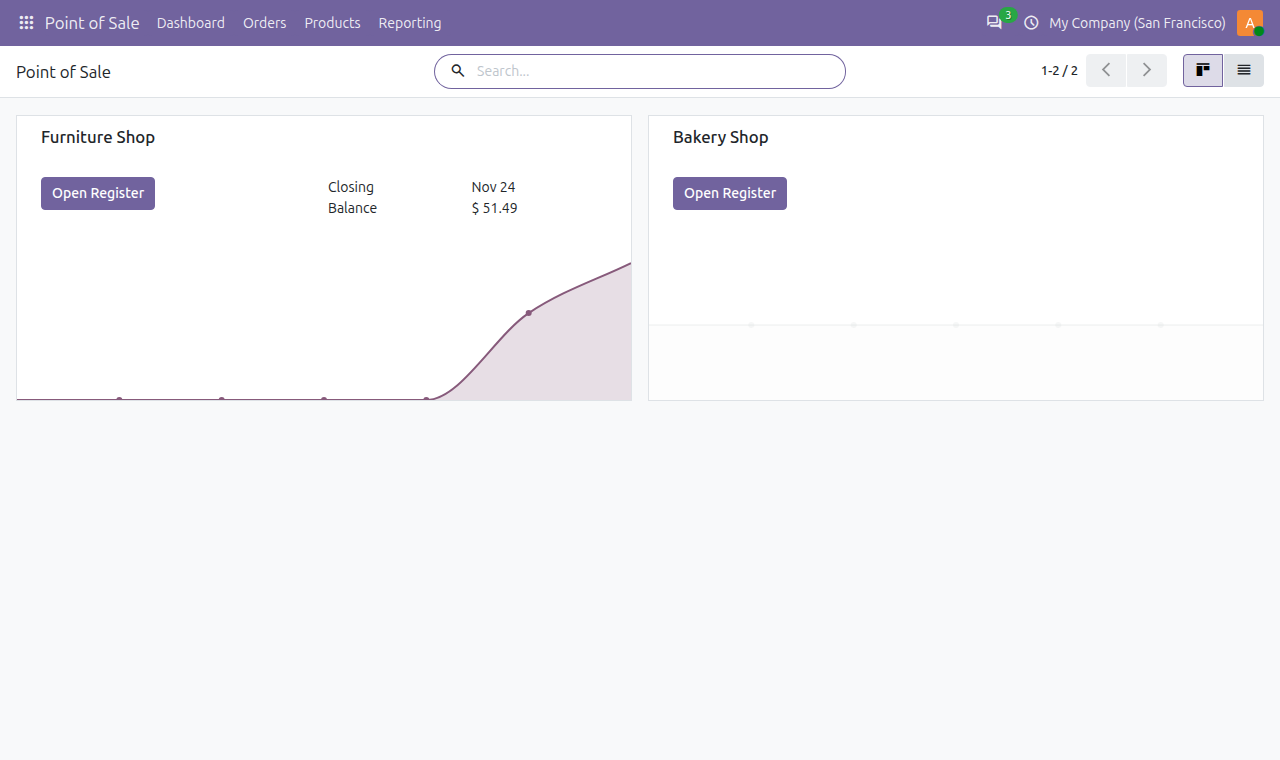 Point of Sale Dashboard Orders Products Reporting 3 My Company (San Francisco) A
Point of Sale Search... 1-2 / 2
Furniture Shop
Open Register
Closing Nov 24
Balance $ 51.49
Bakery Shop
Open Register